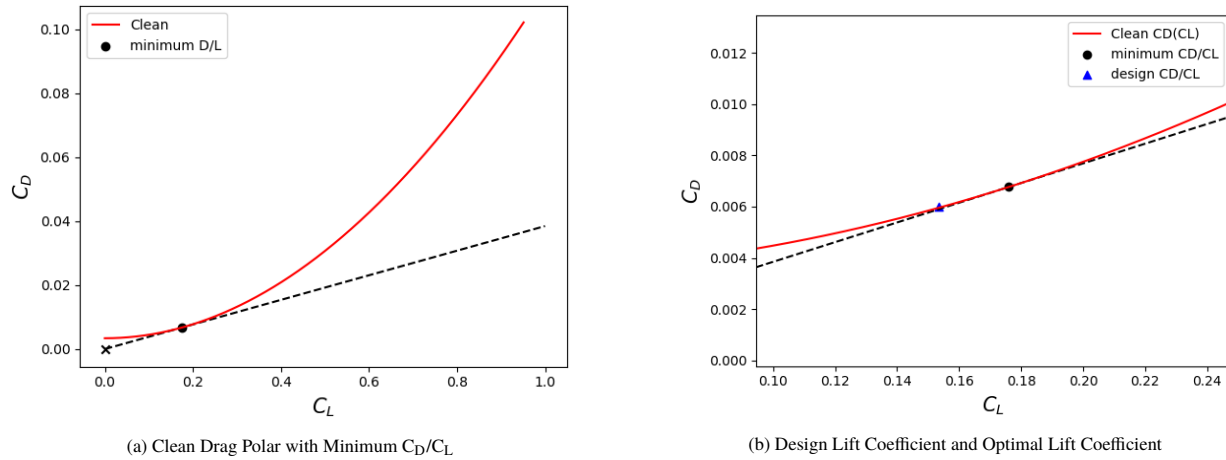 Clean
minimum D/L
0.10
0.08
0.06
0.04
0.02
0.00
C_D
0.0 0.2 0.4 0.6 0.8 1.0
C_L
(a) Clean Drag Polar with Minimum C_D/C_L
Clean CD(CL)
minimum CD/CL
design CD/CL
0.012
0.010
0.008
0.006
0.004
0.002
0.000
C_D
0.10 0.12 0.14 0.16 0.18 0.20 0.22 0.24
C_L
(b) Design Lift Coefficient and Optimal Lift Coefficient